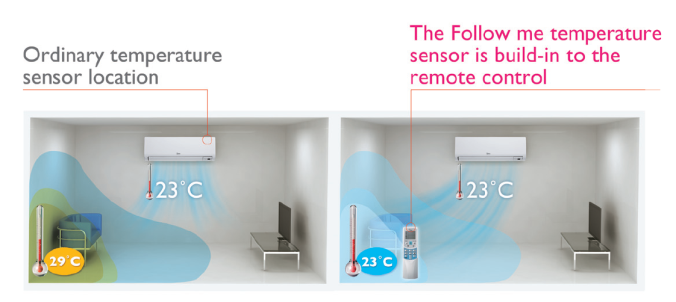 Ordinary temperature
sensor location
The Follow me temperature
sensor is build-in to the
remote control
23°C
29°C
23°C
23°C